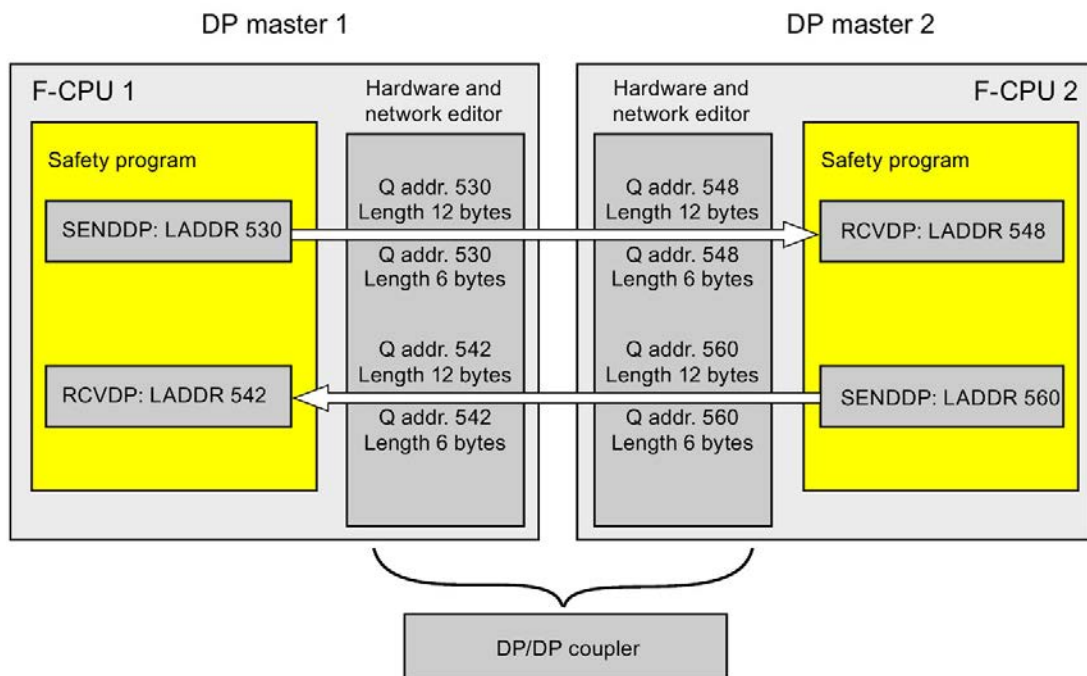 DP master 1
DP master 2
F-CPU 1
Hardware and
network editor
Hardware and
network editor
F-CPU 2
Safety program
Safety program
Q addr. 530
Length 12 bytes
Q addr. 548
Length 12 bytes
SENDDP: LADDR 530
RCVDP: LADDR 548
Q addr. 530
Length 6 bytes
Q addr. 548
Length 6 bytes
Q addr. 542
Length 12 bytes
Q addr. 560
Length 12 bytes
RCVDP: LADDR 542
SENDDP: LADDR 560
Q addr. 542
Length 6 bytes
Q addr. 560
Length 6 bytes
DP/DP coupler